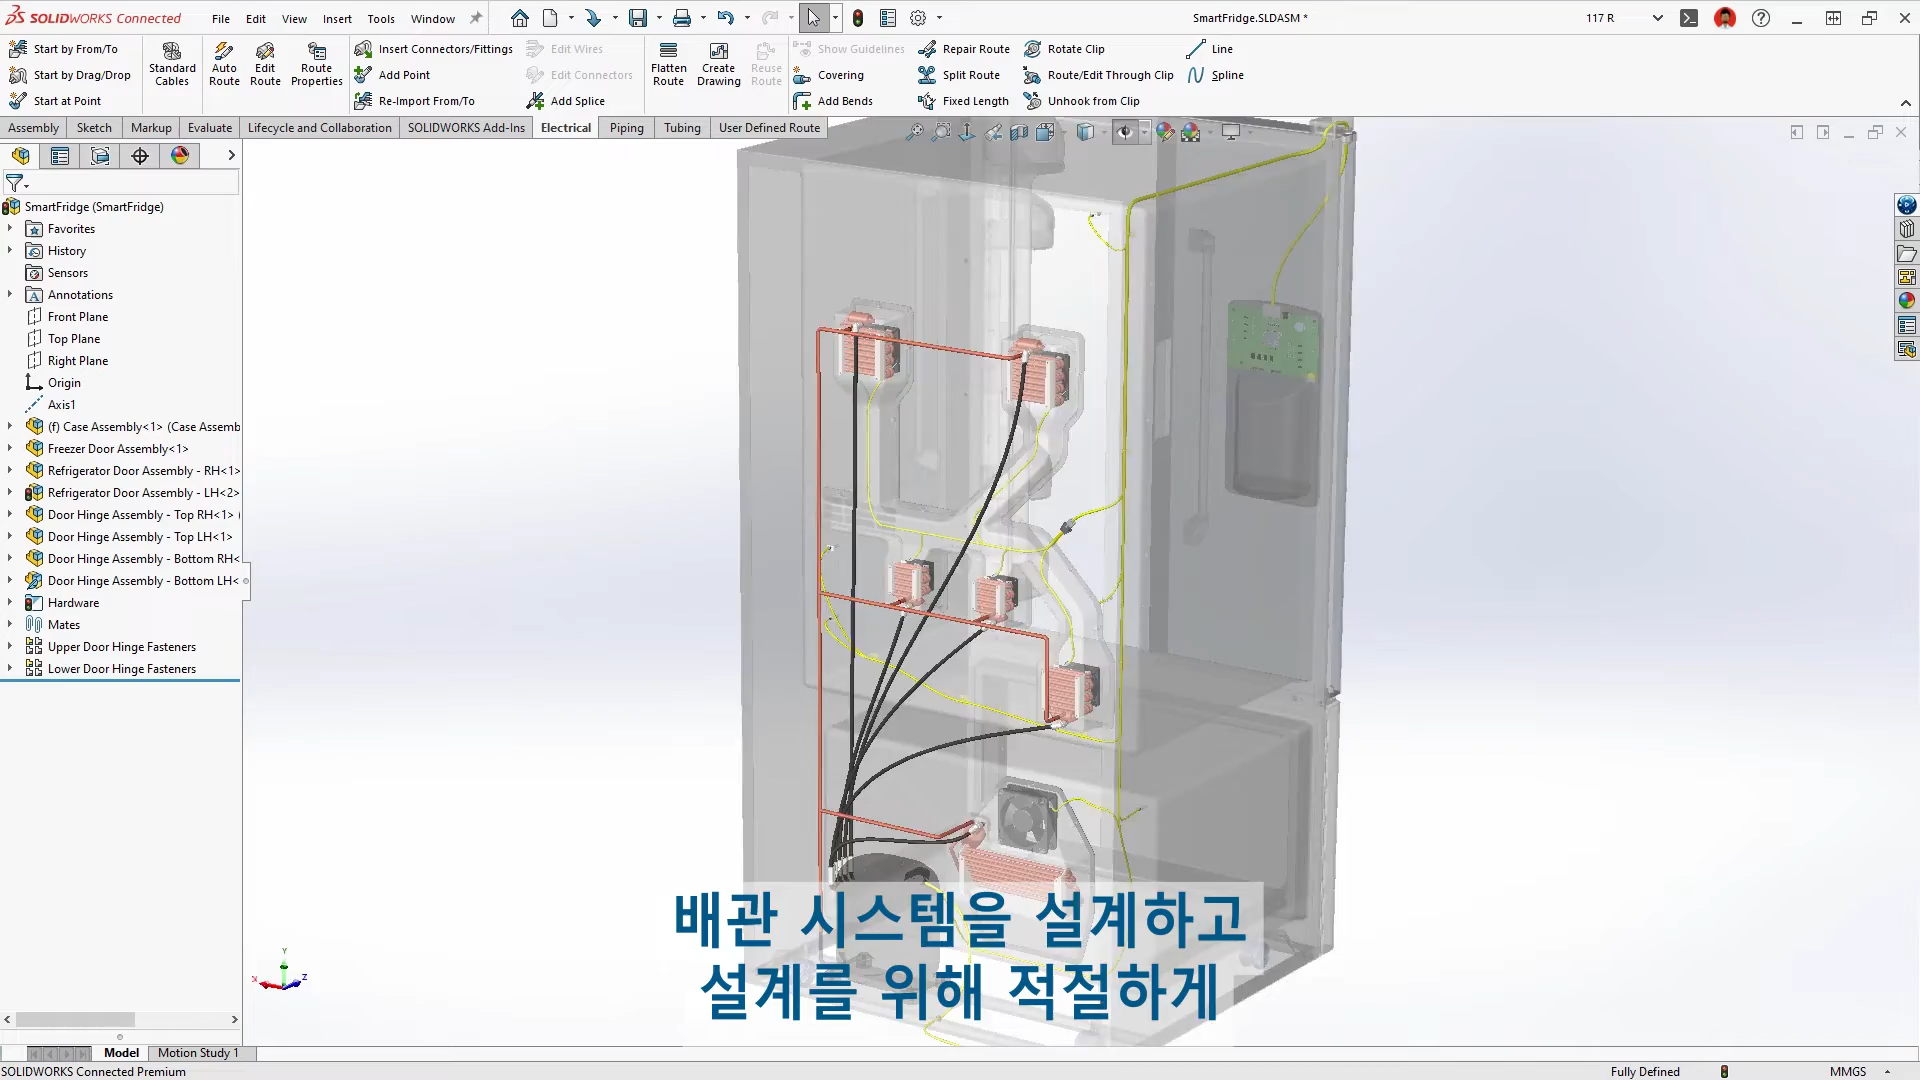 SOLIDWORKS Connected
File Edit View Insert Tools Window
SmartFridge.SLDASM *
117 R
Start by From/To
Start by Drag/Drop
Start at Point
Standard Cables
Auto Route
Edit Route
Route Properties
Insert Connectors/Fittings
Add Point
Re-Import From/To
Edit Wires
Edit Connectors
Add Splice
Flatten Route
Create Drawing
Reuse Route
Show Guidelines
Covering
Add Bends
Repair Route
Split Route
Fixed Length
Rotate Clip
Route/Edit Through Clip
Unhook from Clip
Line
Spline
Assembly Sketch Markup Evaluate Lifecycle and Collaboration SOLIDWORKS Add-Ins Electrical Piping Tubing User Defined Route
SmartFridge (SmartFridge)
Favorites
History
Sensors
Annotations
Front Plane
Top Plane
Right Plane
Origin
Axis1
(f) Case Assembly<1> (Case Assemb
Freezer Door Assembly<1>
Refrigerator Door Assembly - RH<1>
Refrigerator Door Assembly - LH<2>
Door Hinge Assembly - Top RH<1> (
Door Hinge Assembly - Top LH<1>
Door Hinge Assembly - Bottom RH<
Door Hinge Assembly - Bottom LH<
Hardware
Mates
Upper Door Hinge Fasteners
Lower Door Hinge Fasteners
배관 시스템을 설계하고
설계를 위해 적절하게
Y
X
Z
Model Motion Study 1
SOLIDWORKS Connected Premium
Fully Defined
MMGS